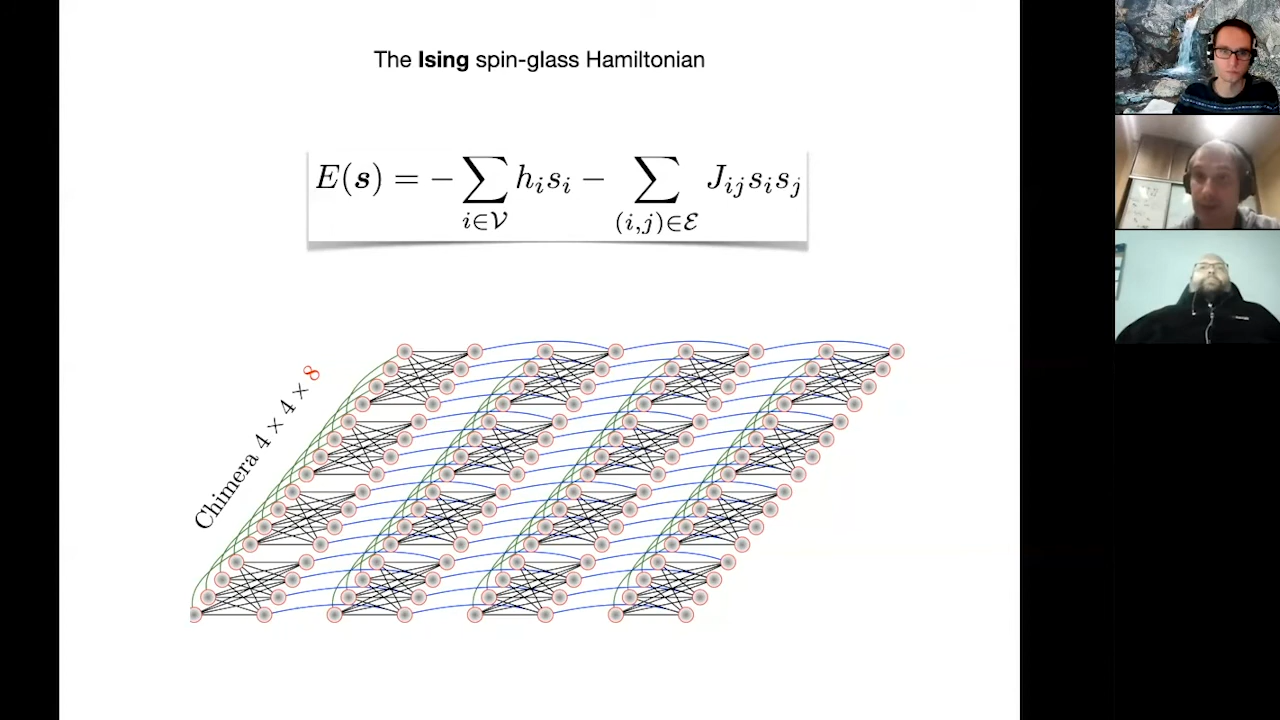 The Ising spin-glass Hamiltonian
E(s) = − ∑_{i∈𝒱} h_i s_i − ∑_{(i,j)∈ℰ} J_{ij} s_i s_j
Chimera 4 × 4 × 8